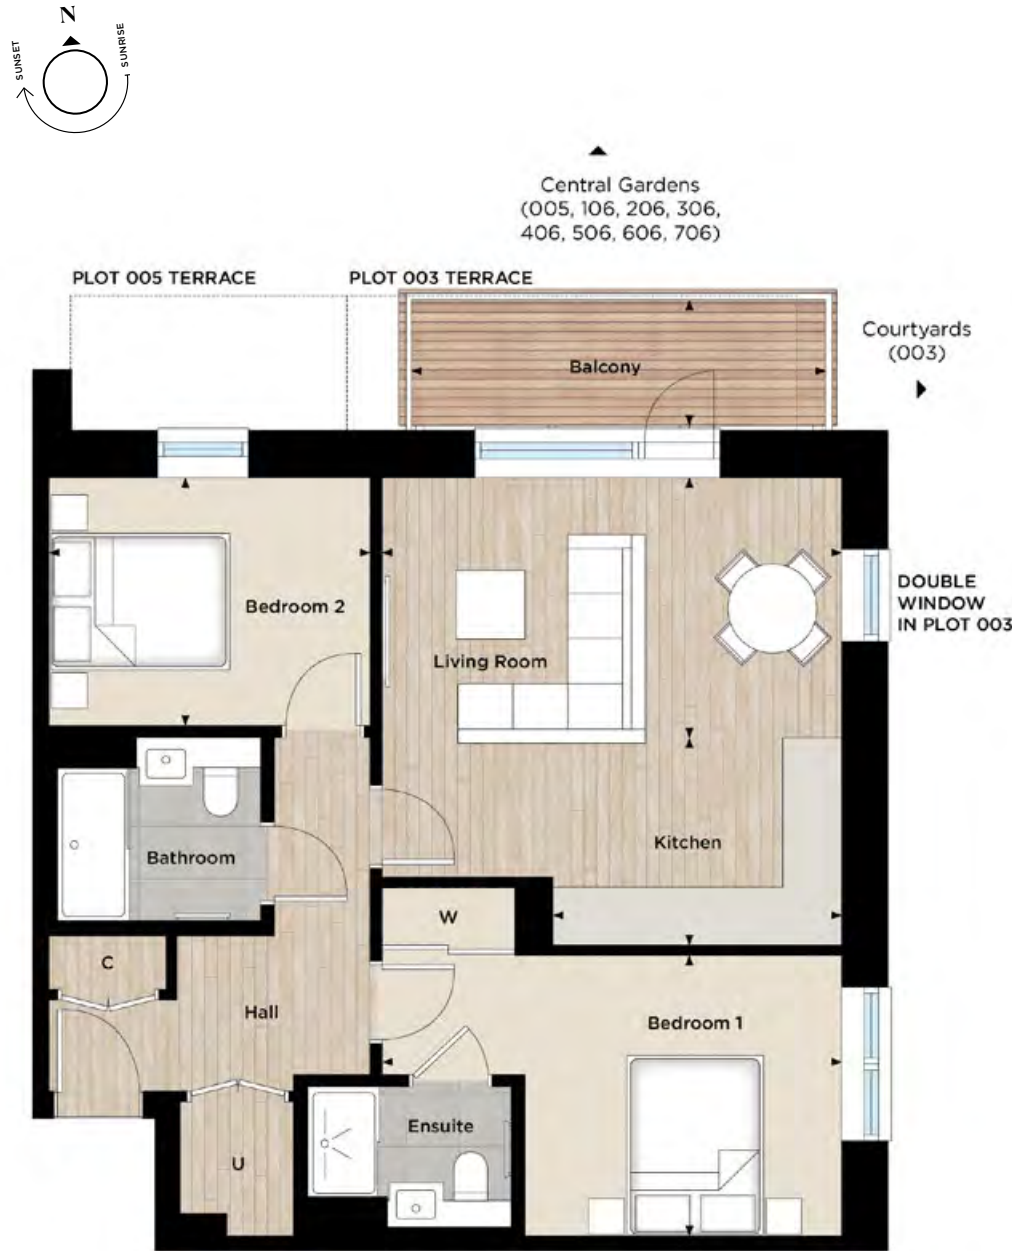 N
SUNSET
SUNRISE
Central Gardens
(005, 106, 206, 306,
406, 506, 606, 706)
PLOT 005 TERRACE
PLOT 003 TERRACE
Courtyards
(003)
Balcony
DOUBLE
WINDOW
IN PLOT 003
Bedroom 2
Living Room
Kitchen
Bathroom
W
C
Hall
Bedroom 1
Ensuite
U